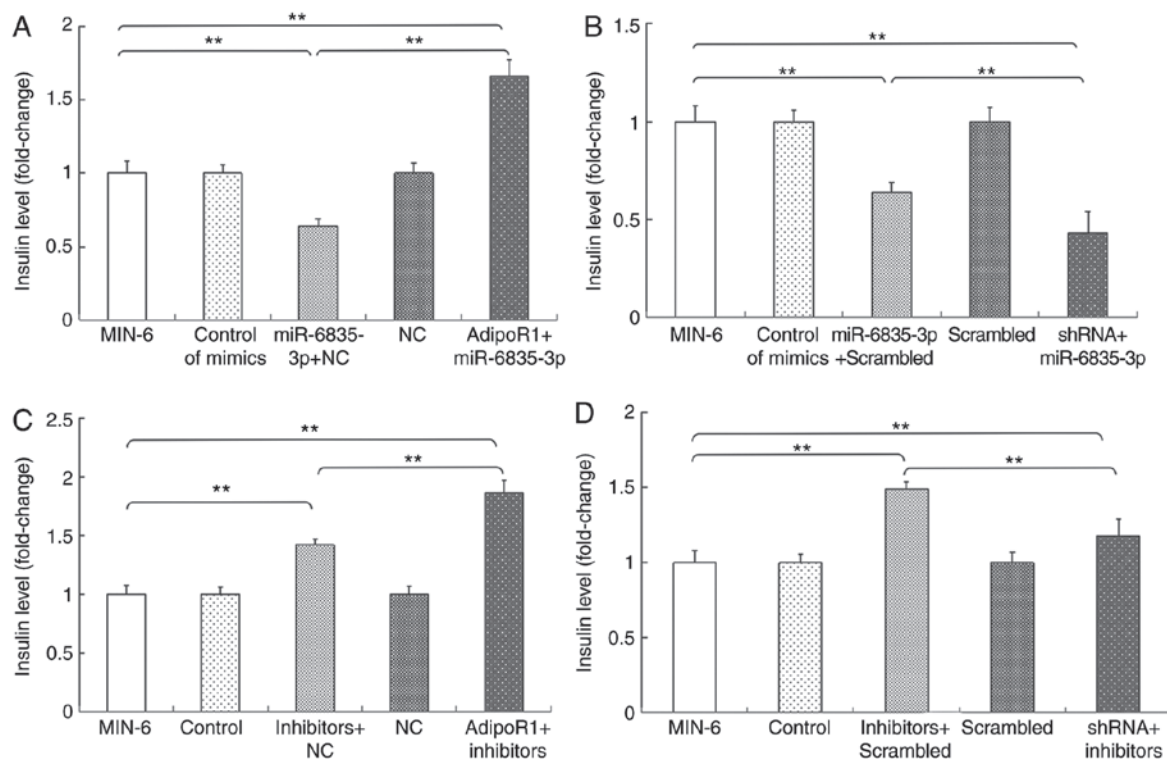 A
Insulin level (fold-change)
2
1.5
1
0.5
0
**
**
**
MIN-6
Control
of mimics
miR-6835-
3p+NC
NC
AdipoR1+
miR-6835-3p
B
Insulin level (fold-change)
1.5
1
0.5
0
**
**
**
MIN-6
Control
of mimics
miR-6835-3p
+Scrambled
Scrambled
shRNA+
miR-6835-3p
C
Insulin level (fold-change)
2.5
2
1.5
1
0.5
0
**
**
**
MIN-6
Control
Inhibitors+
NC
NC
AdipoR1+
inhibitors
D
Insulin level (fold-change)
2
1.5
1
0.5
0
**
**
**
MIN-6
Control
Inhibitors+
Scrambled
Scrambled
shRNA+
inhibitors